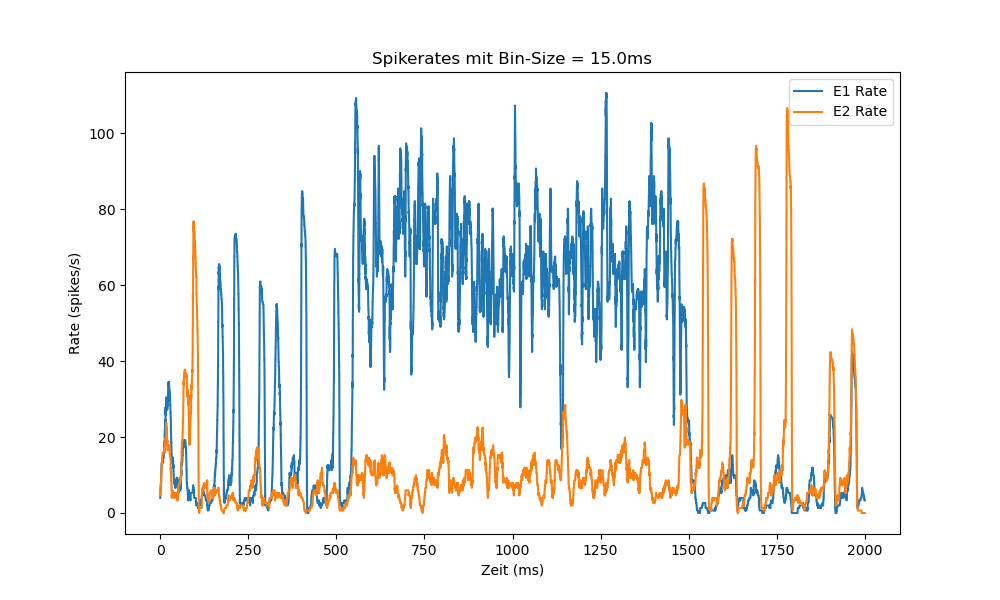 Spikerates mit Bin-Size = 15.0ms
E1 Rate
E2 Rate
Rate (spikes/s)
100
80
60
40
20
0
0 250 500 750 1000 1250 1500 1750 2000
Zeit (ms)